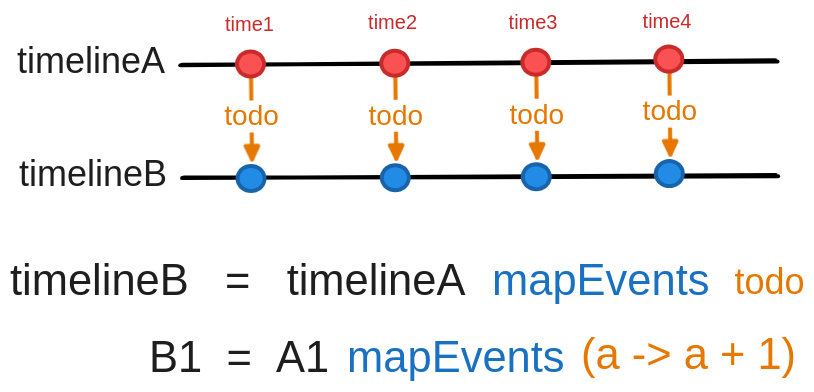 time1 time2 time3 time4
timelineA
todo todo todo todo
timelineB
timelineB = timelineA mapEvents todo
B1 = A1 mapEvents (a -> a + 1)